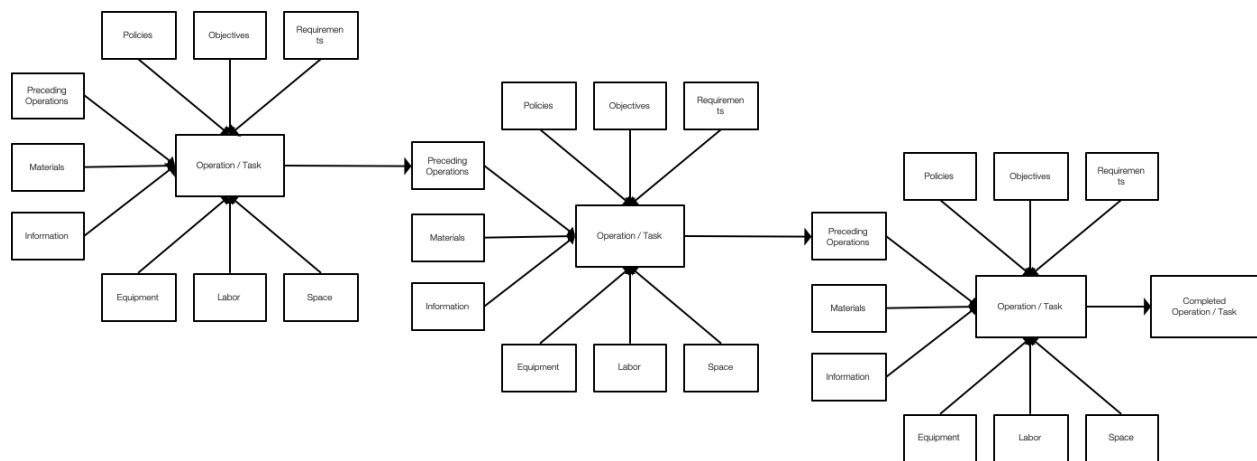 Policies
Objectives
Requiremen
ts
Preceding
Operations
Materials
Information
Operation / Task
Equipment
Labor
Space
Policies
Objectives
Requiremen
ts
Preceding
Operations
Materials
Information
Operation / Task
Equipment
Labor
Space
Policies
Objectives
Requiremen
ts
Preceding
Operations
Materials
Information
Operation / Task
Completed
Operation / Task
Equipment
Labor
Space